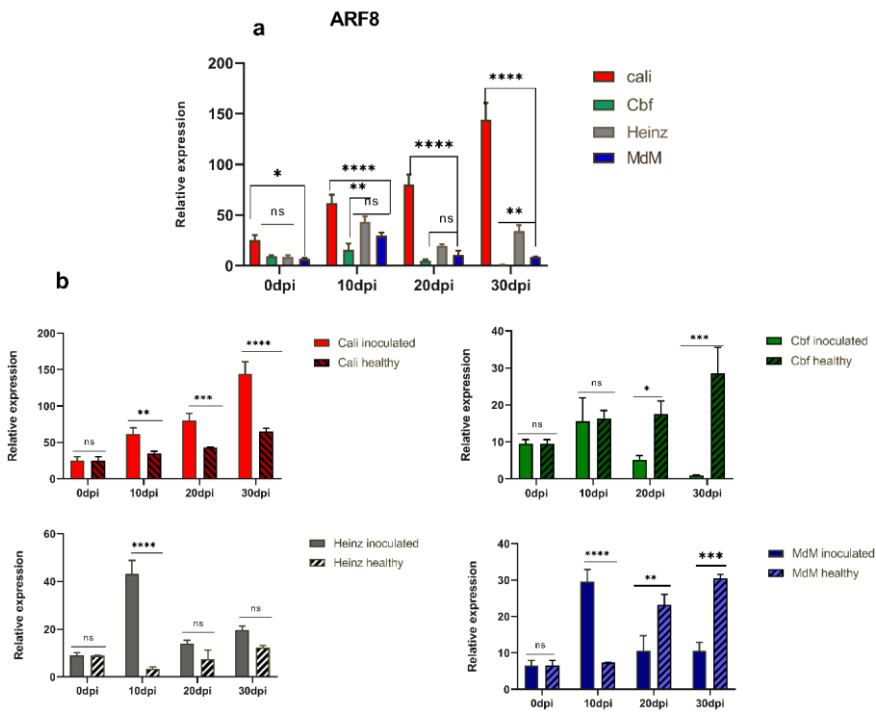 ARF8
a
200
150
100
50
0
Relative expression
0dpi
10dpi
20dpi
30dpi
*
ns
****
**
ns
****
ns
****
**
cali
Cbf
Heinz
MdM
b
200
150
100
50
0
Relative expression
ns
**
***
****
0dpi
10dpi
20dpi
30dpi
Cali inoculated
Cali healthy
40
30
20
10
0
Relative expression
ns
ns
*
***
0dpi
10dpi
20dpi
30dpi
Cbf inoculated
Cbf healthy
60
40
20
0
Relative expression
ns
****
ns
ns
0dpi
10dpi
20dpi
30dpi
Heinz inoculated
Heinz healthy
40
30
20
10
0
Relative expression
ns
****
**
***
0dpi
10dpi
20dpi
30dpi
MdM inoculated
MdM healthy